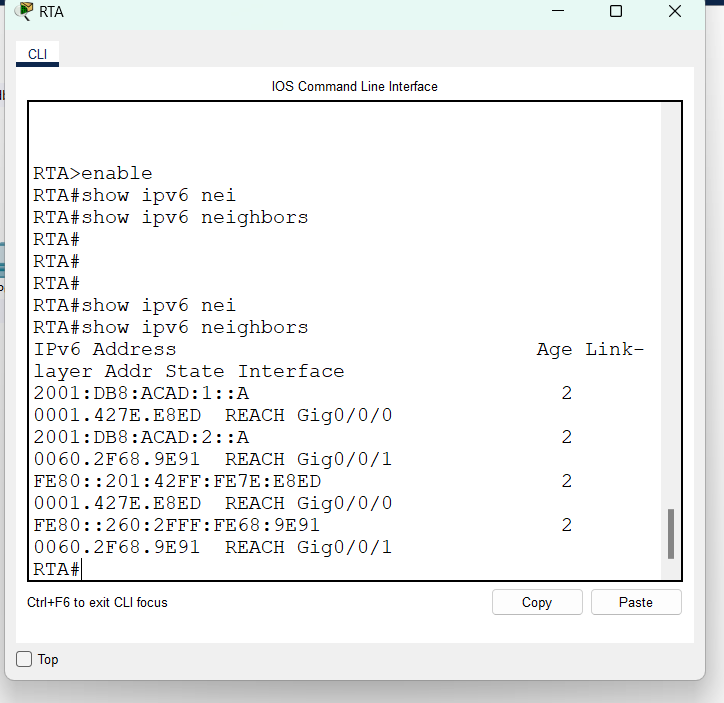 RTA
CLI
IOS Command Line Interface
RTA>enable
RTA#show ipv6 nei
RTA#show ipv6 neighbors
RTA#
RTA#
RTA#
RTA#show ipv6 nei
RTA#show ipv6 neighbors
IPv6 Address Age Link-
layer Addr State Interface
2001:DB8:ACAD:1::A 2
0001.427E.E8ED REACH Gig0/0/0
2001:DB8:ACAD:2::A 2
0060.2F68.9E91 REACH Gig0/0/1
FE80::201:42FF:FE7E:E8ED 2
0001.427E.E8ED REACH Gig0/0/0
FE80::260:2FFF:FE68:9E91 2
0060.2F68.9E91 REACH Gig0/0/1
RTA#
Ctrl+F6 to exit CLI focus
Copy
Paste
Top